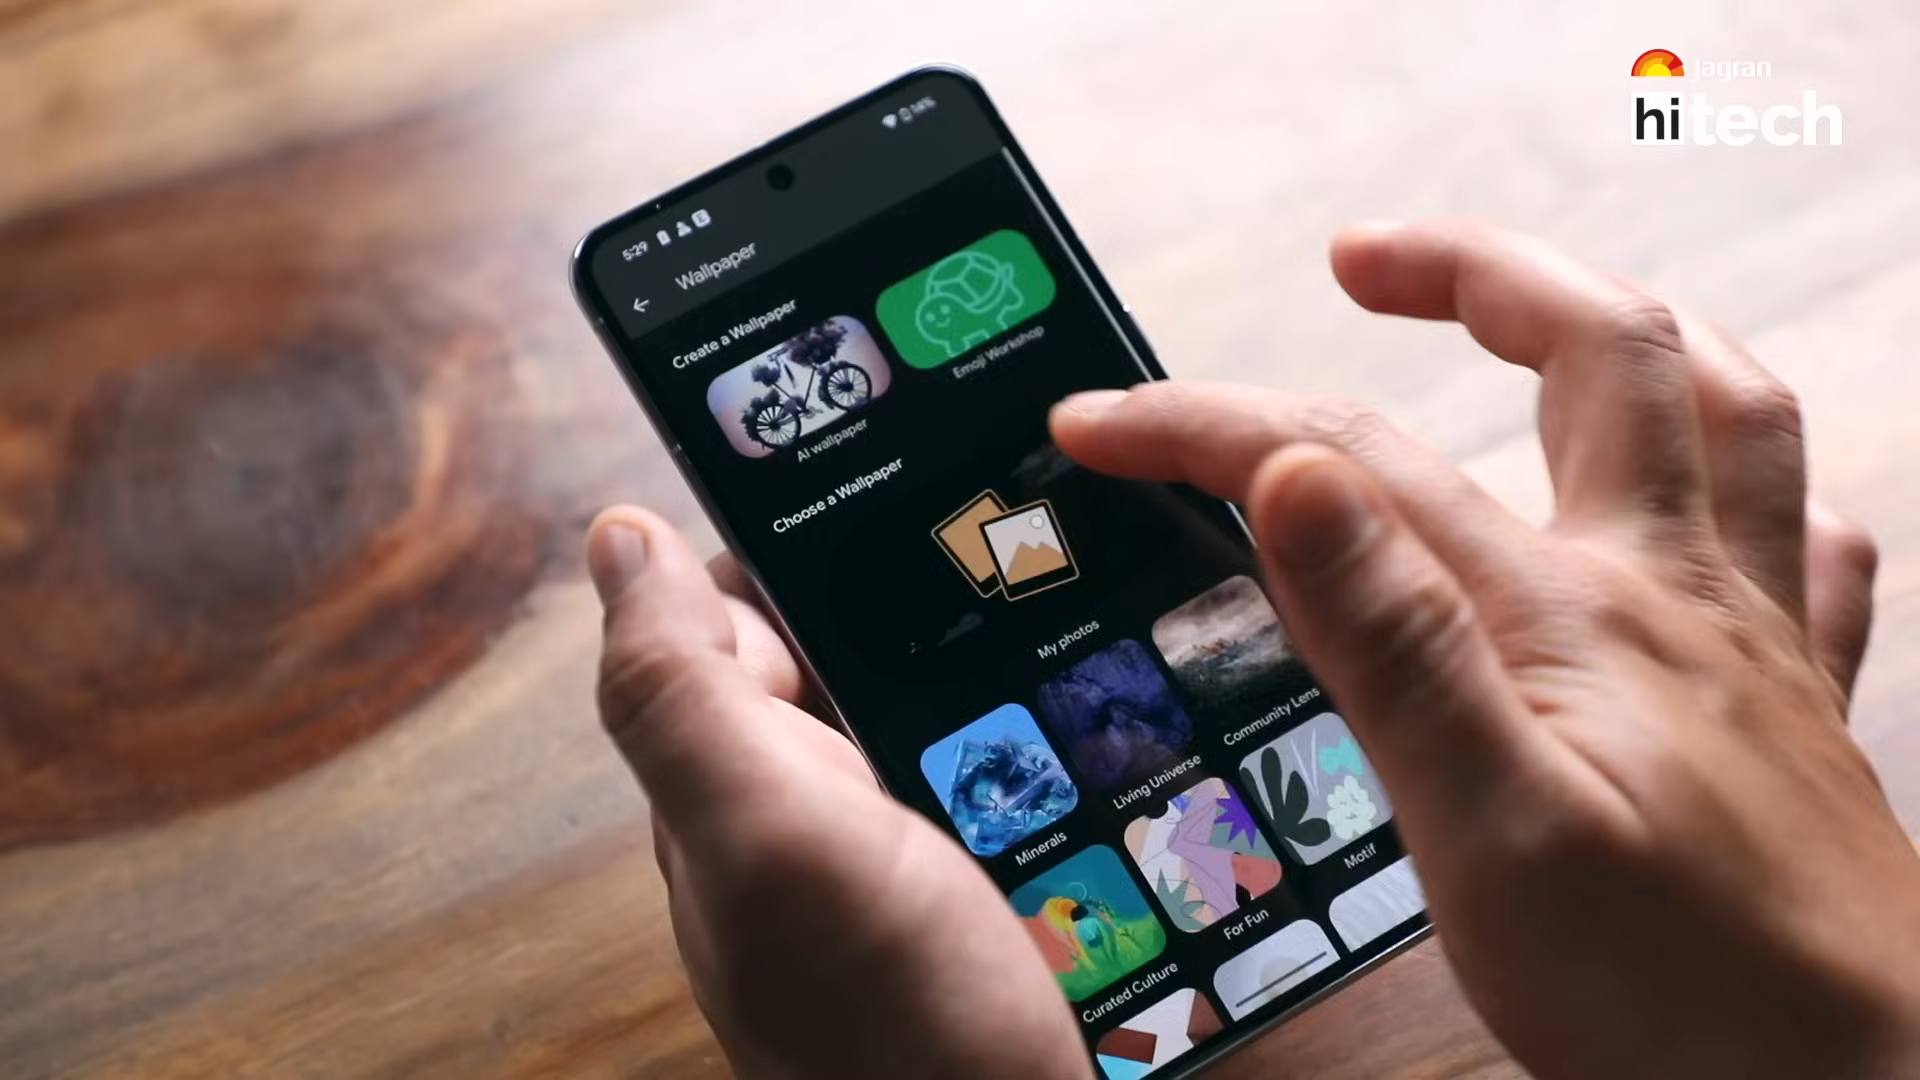 Jagran
hitech
5:29
14%
Wallpaper
Create a Wallpaper
AI wallpaper
Emoji Workshop
Choose a Wallpaper
My photos
Minerals
Living Universe
Community Lens
Curated Culture
For Fun
Motif